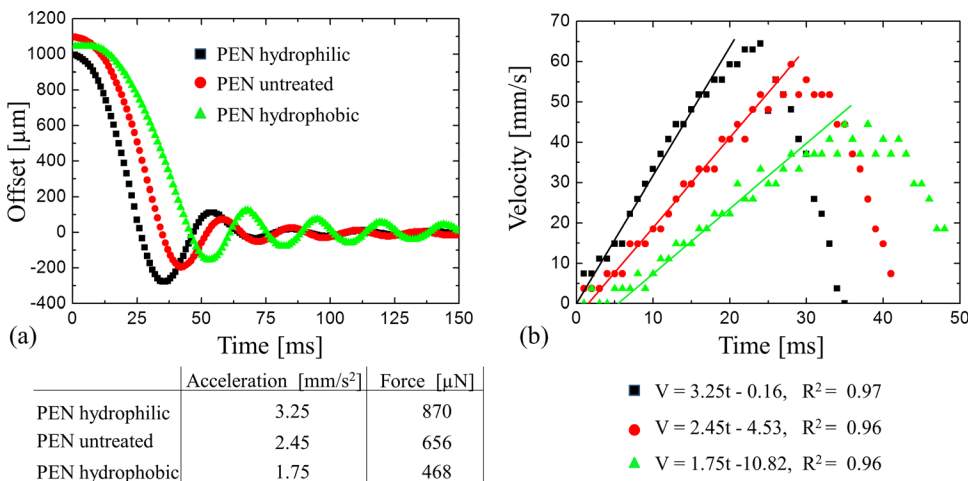 1200
1000
800
600
400
200
0
-200
-400
Offset [µm]
PEN hydrophilic
PEN untreated
PEN hydrophobic
0 25 50 75 100 125 150
Time [ms]
(a)
70
60
50
40
30
20
10
0
Velocity [mm/s]
0 10 20 30 40 50
Time [ms]
(b)
Acceleration [mm/s²] Force [µN]
PEN hydrophilic 3.25 870
PEN untreated 2.45 656
PEN hydrophobic 1.75 468
V = 3.25t - 0.16, R² = 0.97
V = 2.45t - 4.53, R² = 0.96
V = 1.75t -10.82, R² = 0.96